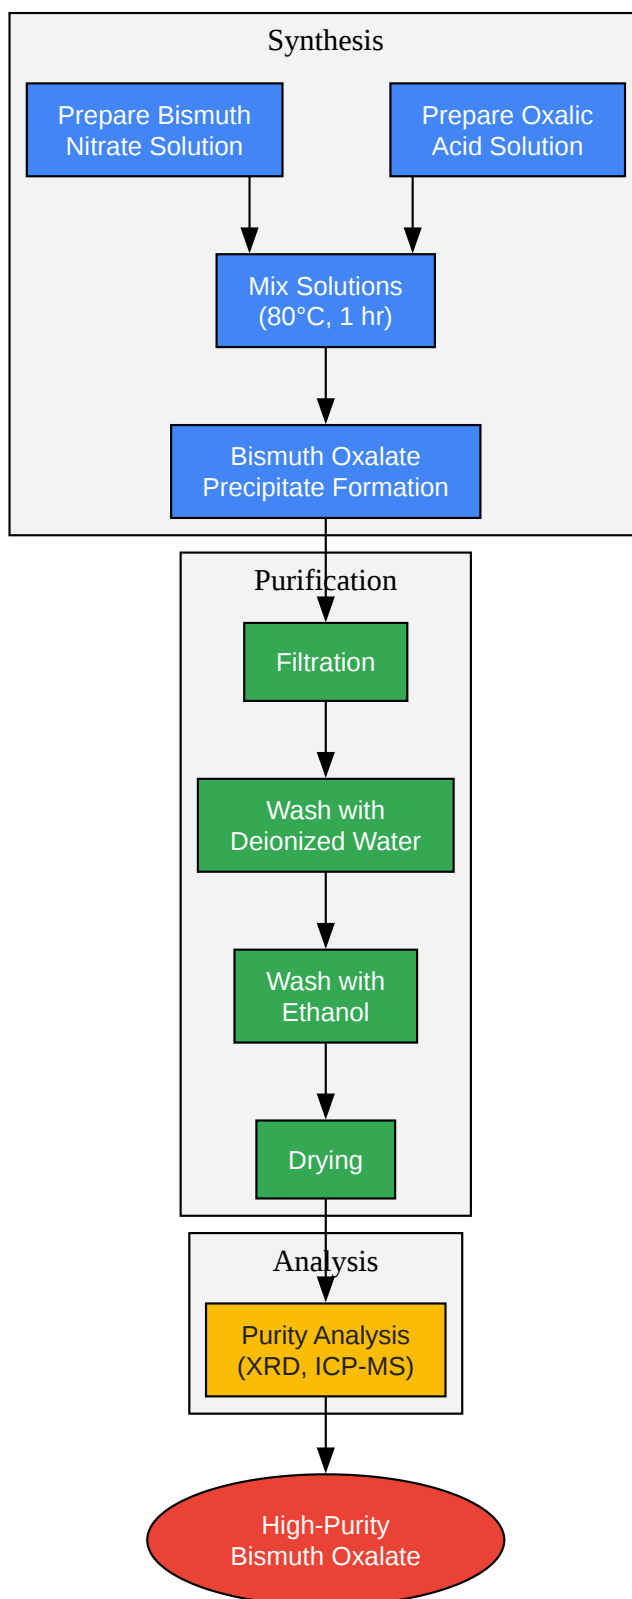 Synthesis
Prepare Bismuth
Nitrate Solution
Prepare Oxalic
Acid Solution
Mix Solutions
(80°C, 1 hr)
Bismuth Oxalate
Precipitate Formation
Purification
Filtration
Wash with
Deionized Water
Wash with
Ethanol
Drying
Analysis
Purity Analysis
(XRD, ICP-MS)
High-Purity
Bismuth Oxalate